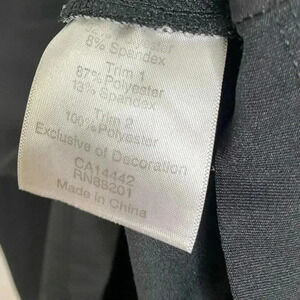 8% Spandex
Trim 1
87% Polyester
13% Spandex
Trim 2
100% Polyester
Exclusive of Decoration
CA14442
RN88201
Made in China